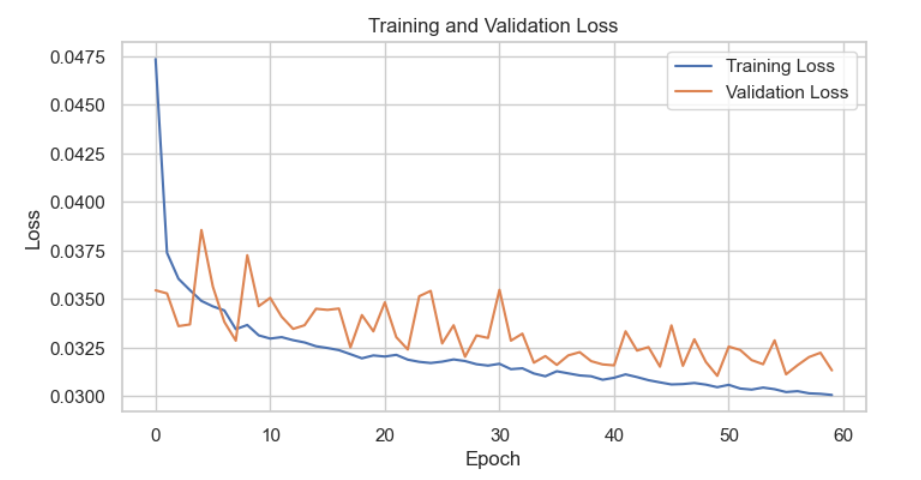 Training and Validation Loss
Training Loss
Validation Loss
0.0475
0.0450
0.0425
0.0400
0.0375
0.0350
0.0325
0.0300
Loss
0 10 20 30 40 50 60
Epoch